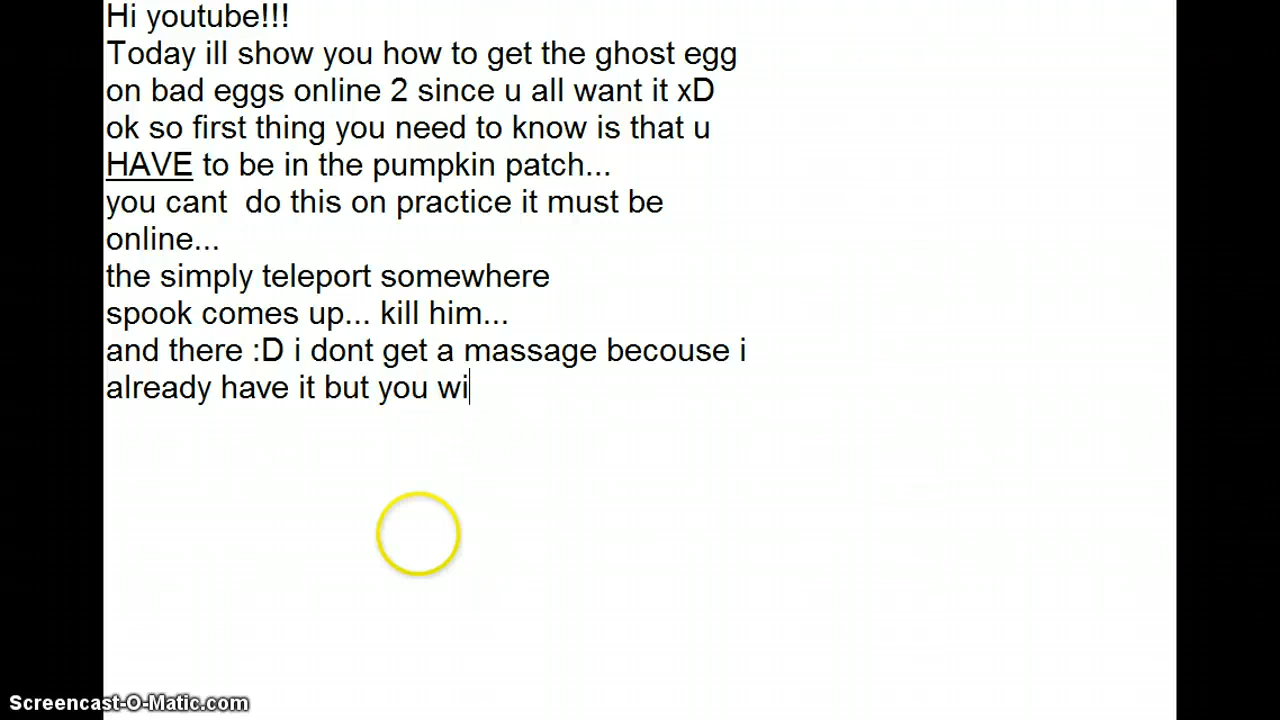 Hi youtube!!!
Today ill show you how to get the ghost egg
on bad eggs online 2 since u all want it xD
ok so first thing you need to know is that u
HAVE to be in the pumpkin patch...
you cant  do this on practice it must be
online...
the simply teleport somewhere
spook comes up... kill him...
and there :D i dont get a massage becouse i
already have it but you wi
Screencast-O-Matic.com